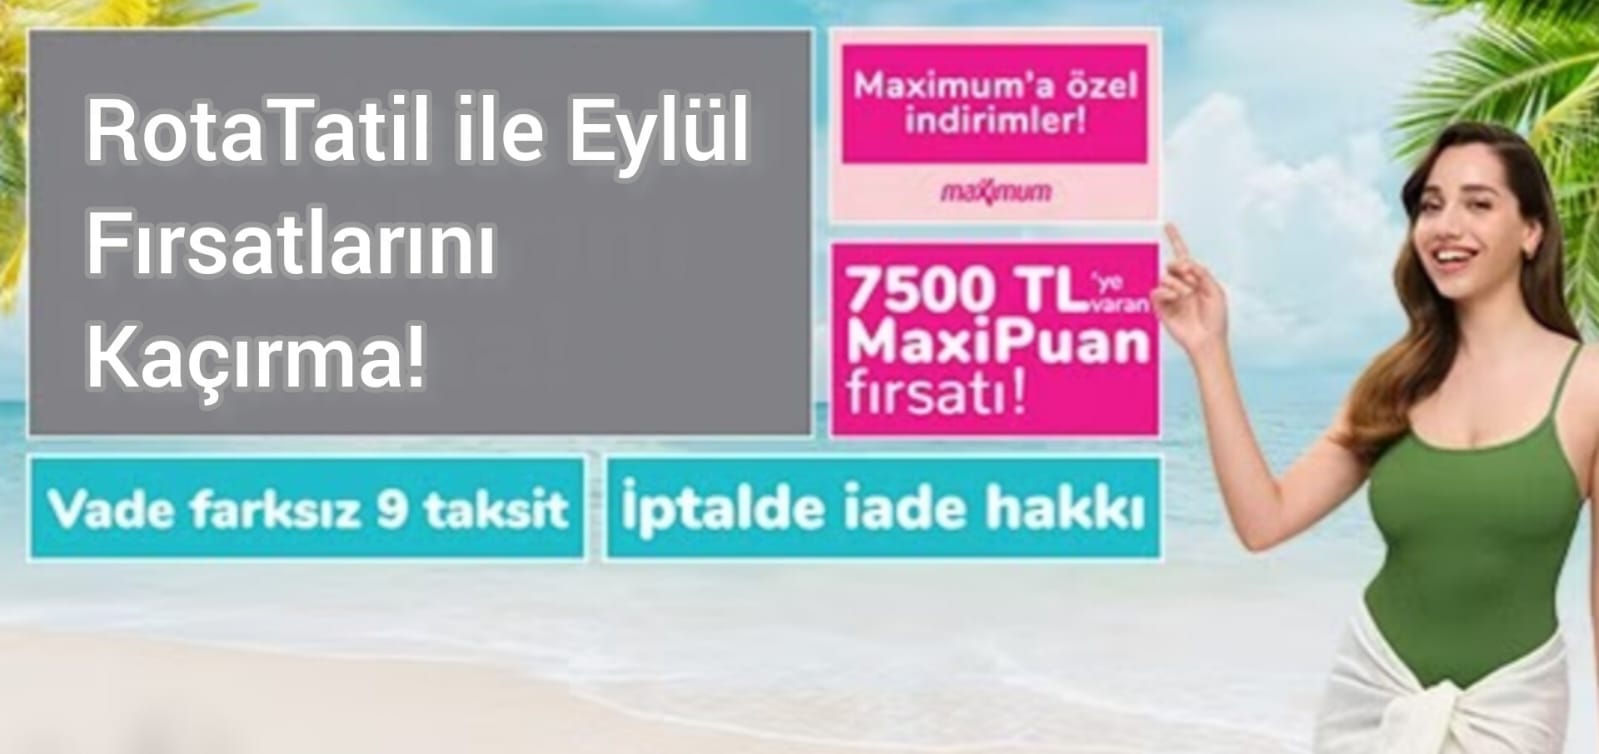 RotaTatil ile Eylül
Fırsatlarını
Kaçırma!
Maximum'a özel
indirimler!
maximum
7500 TL'ye varan
MaxiPuan
fırsatı!
Vade farksız 9 taksit
İptalde iade hakkı